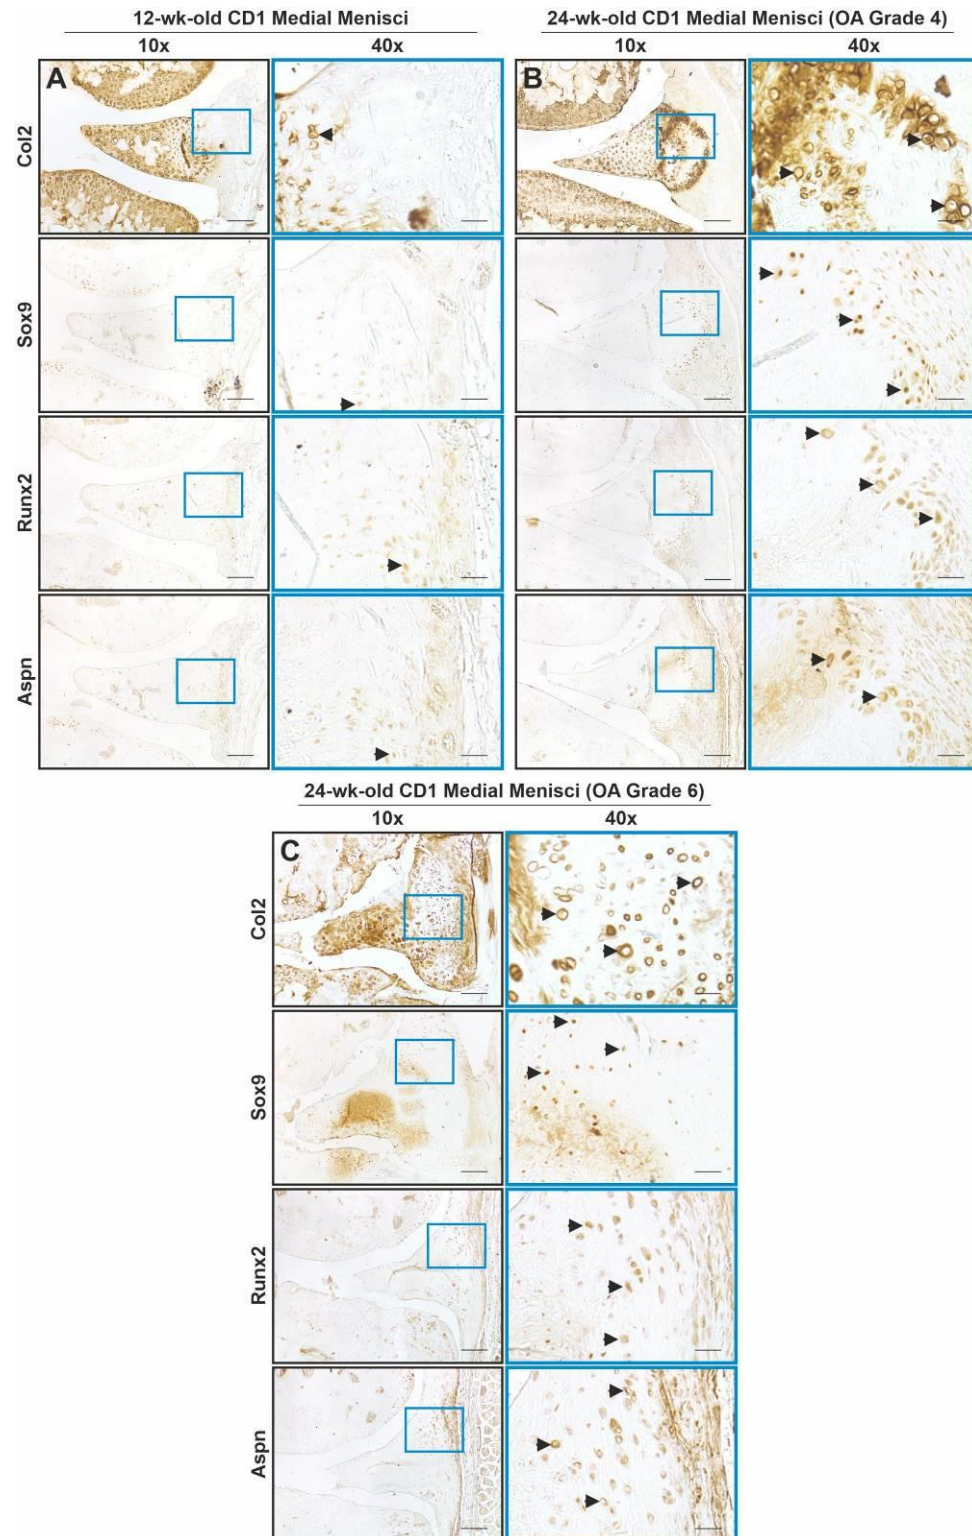 12-wk-old CD1 Medial Menisci
10x 40x
24-wk-old CD1 Medial Menisci (OA Grade 4)
10x 40x
A
B
Col2
Sox9
Runx2
Aspn
24-wk-old CD1 Medial Menisci (OA Grade 6)
10x 40x
C
Col2
Sox9
Runx2
Aspn